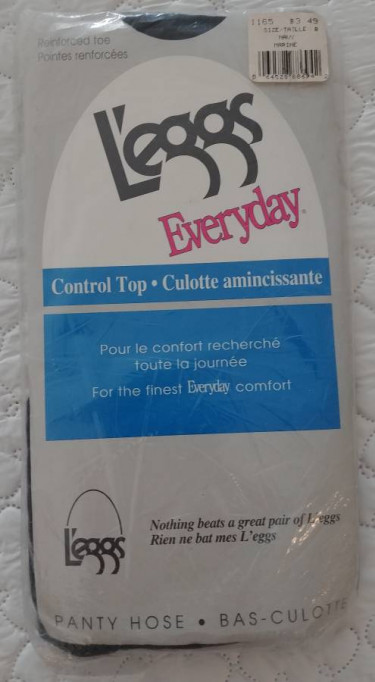 Reinforced toe
Pointes renforcées
1165 $3.49
SIZE/TAILLE B
NAVY
MARINE
L'eggs
Everyday
Control Top • Culotte amincissante
Pour le confort recherché
toute la journée
For the finest Everyday comfort
L'eggs
Nothing beats a great pair of L'eggs
Rien ne bat mes L'eggs
PANTY HOSE • BAS-CULOTTE